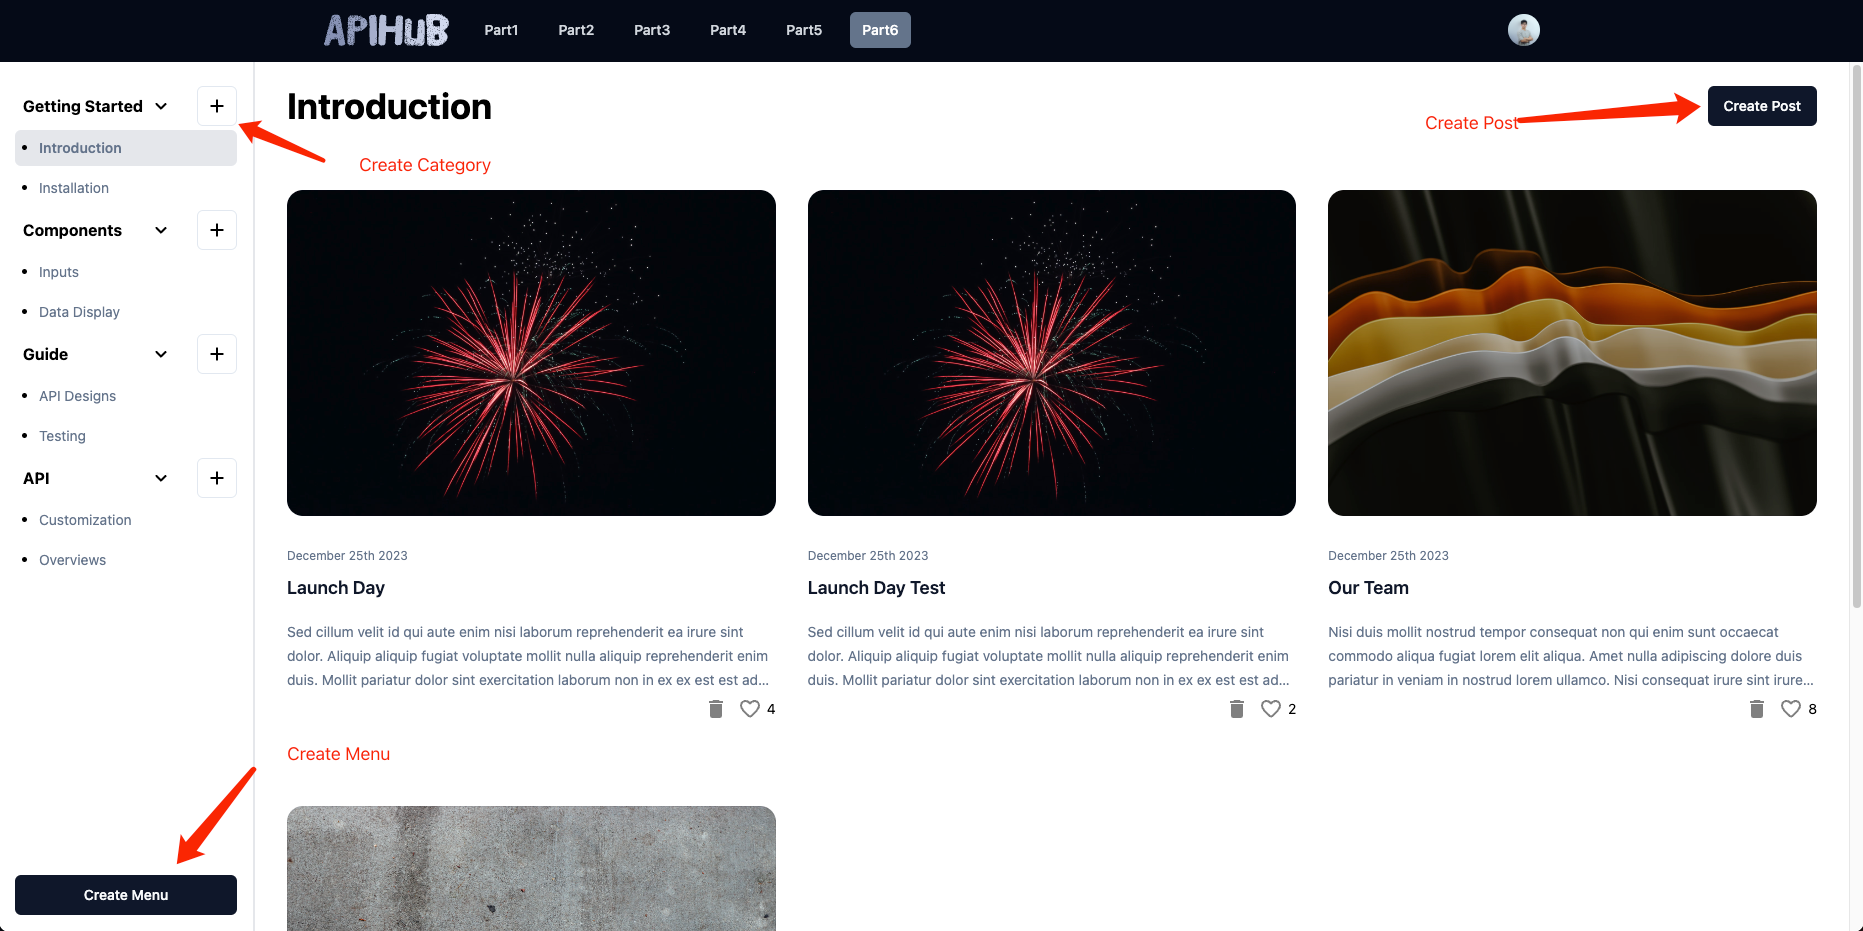 APIHUB Part1 Part2 Part3 Part4 Part5 Part6
Getting Started
Introduction
Installation
Components
Inputs
Data Display
Guide
API Designs
Testing
API
Customization
Overviews
Create Menu
Introduction
Create Post
Create Post
Create Category
December 25th 2023
Launch Day
Sed cillum velit id qui aute enim nisi laborum reprehenderit ea irure sint
dolor. Aliquip aliquip fugiat voluptate mollit nulla aliquip reprehenderit enim
duis. Mollit pariatur dolor sint exercitation laborum non in ex ex est est ad...
4
December 25th 2023
Launch Day Test
Sed cillum velit id qui aute enim nisi laborum reprehenderit ea irure sint
dolor. Aliquip aliquip fugiat voluptate mollit nulla aliquip reprehenderit enim
duis. Mollit pariatur dolor sint exercitation laborum non in ex ex est est ad...
2
December 25th 2023
Our Team
Nisi duis mollit nostrud tempor consequat non qui enim sunt occaecat
commodo aliqua fugiat lorem elit aliqua. Amet nulla adipiscing dolore duis
pariatur in veniam in nostrud lorem ullamco. Nisi consequat irure sint irure...
8
Create Menu